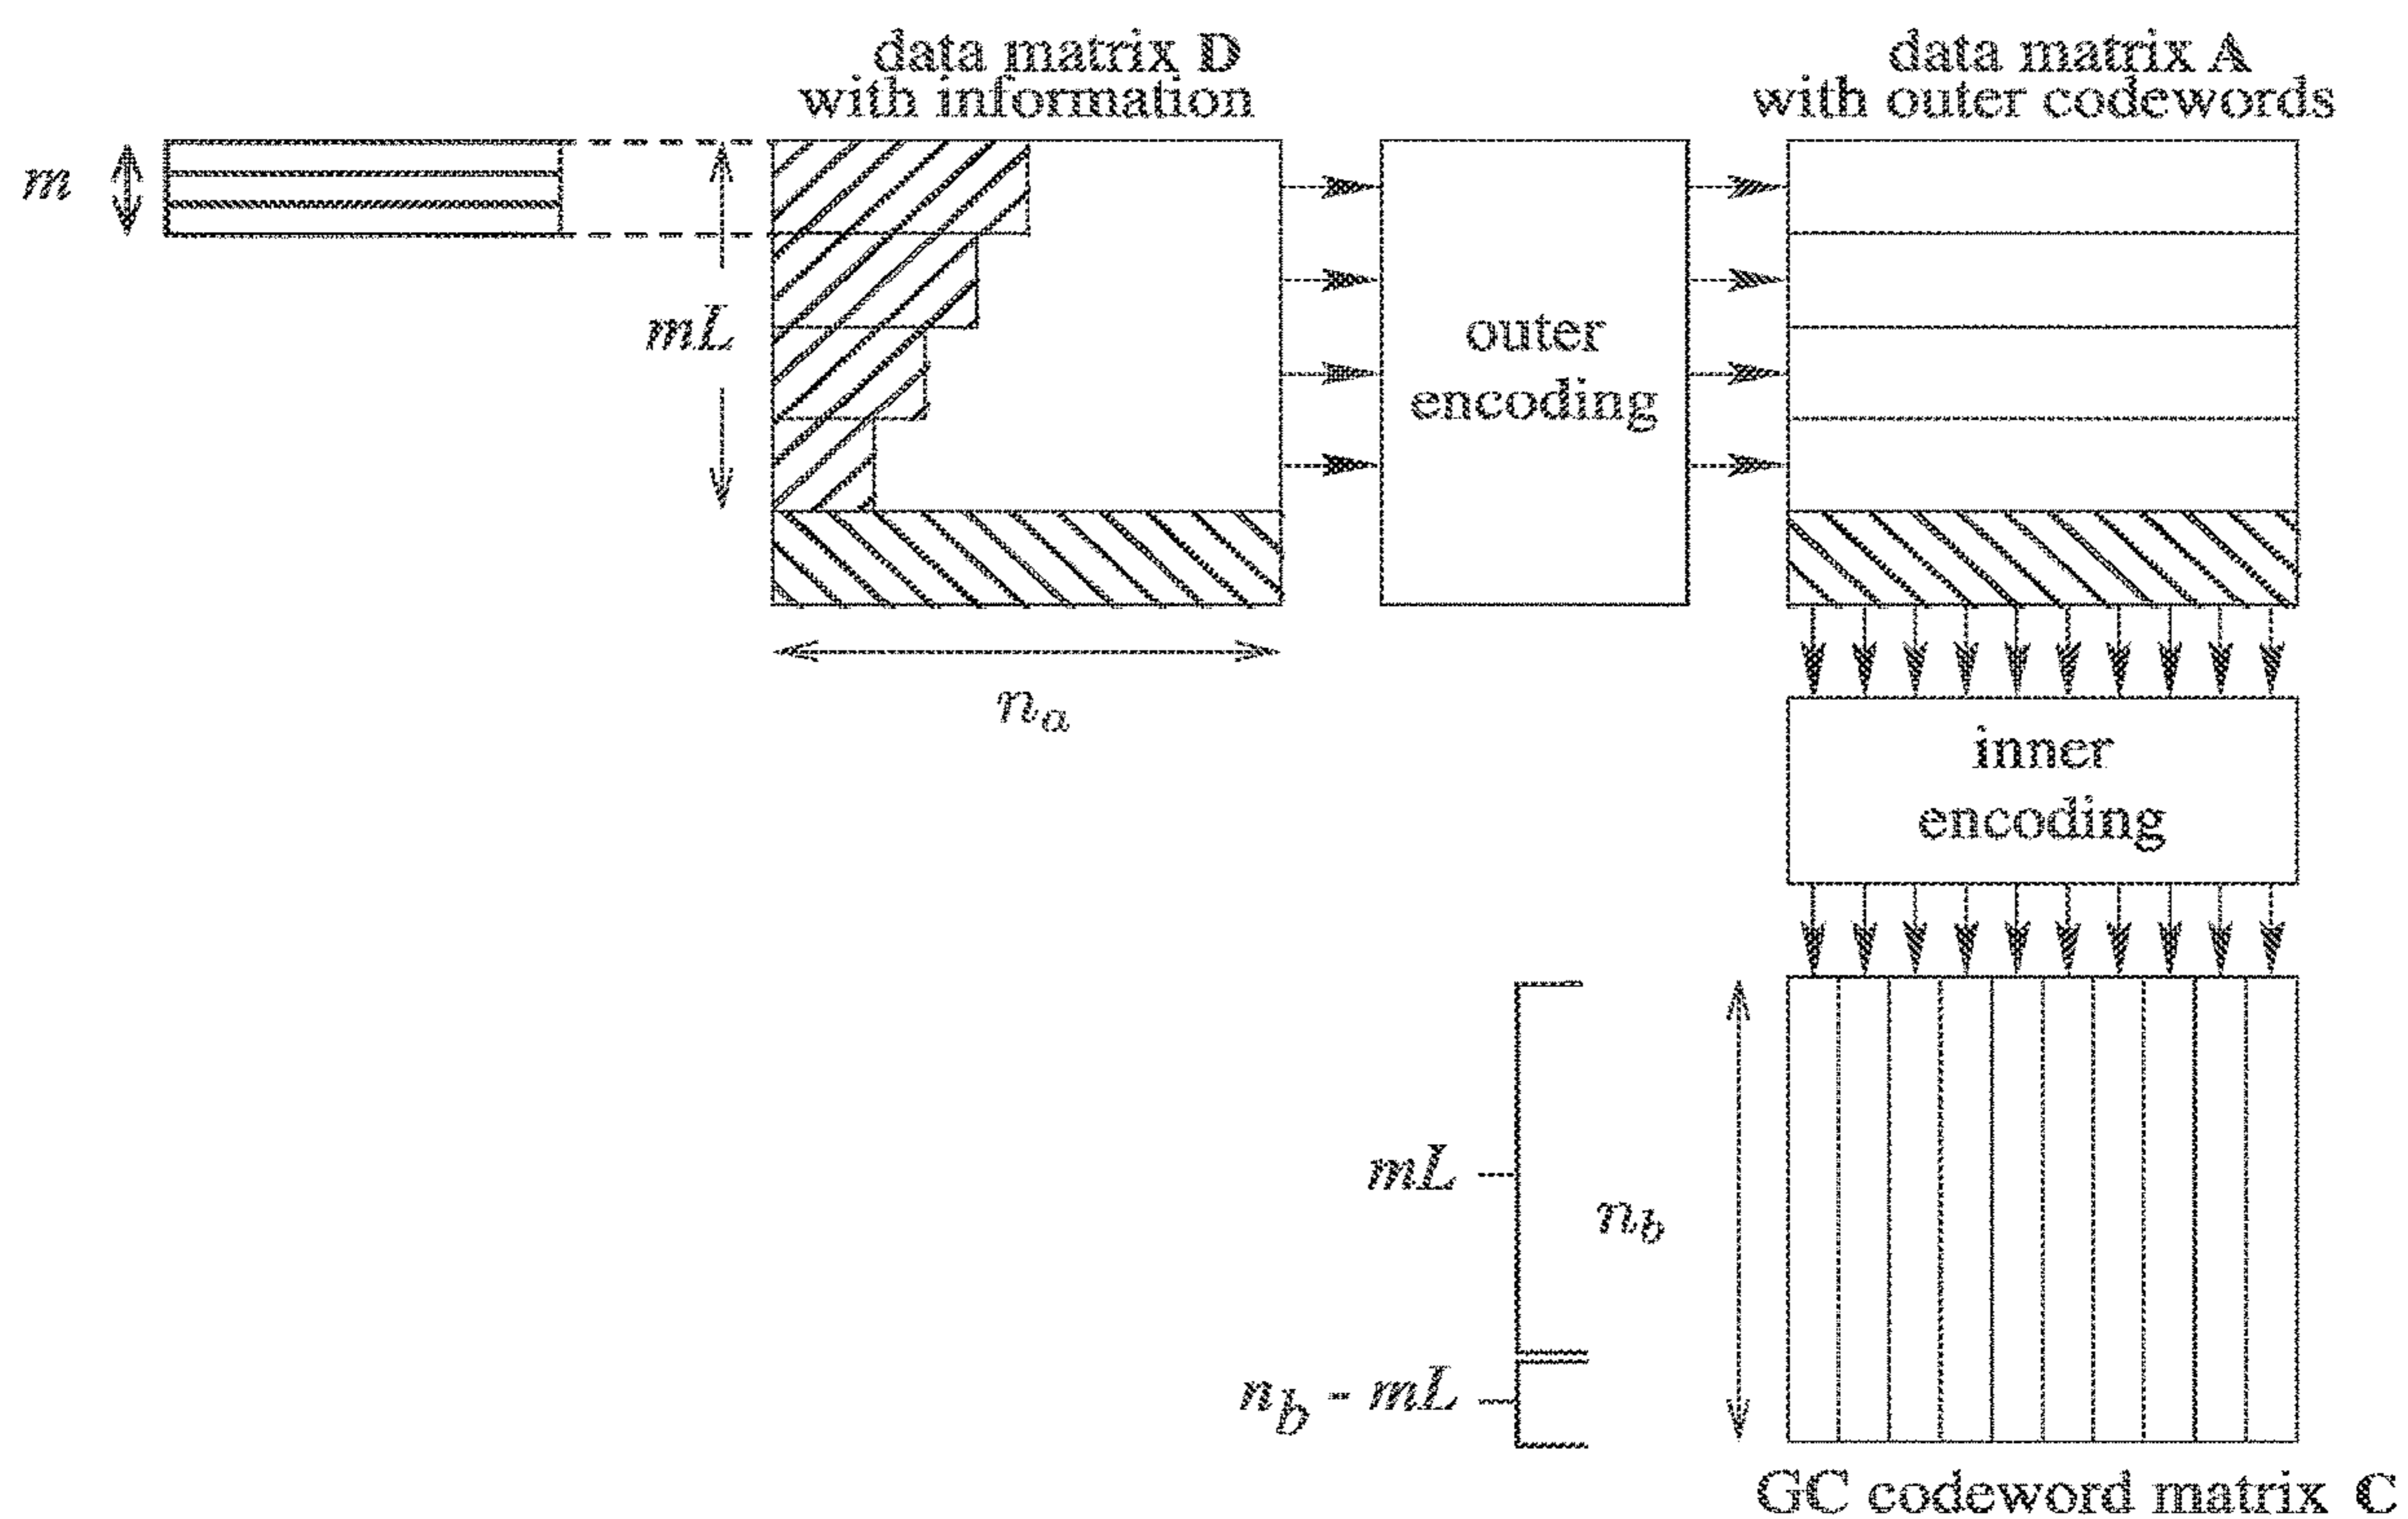 data matrix D
with information
data matrix A
with outer codewords
m
mL
outer
encoding
n_a
inner
encoding
mL
n_b
n_b - mL
GC codeword matrix C